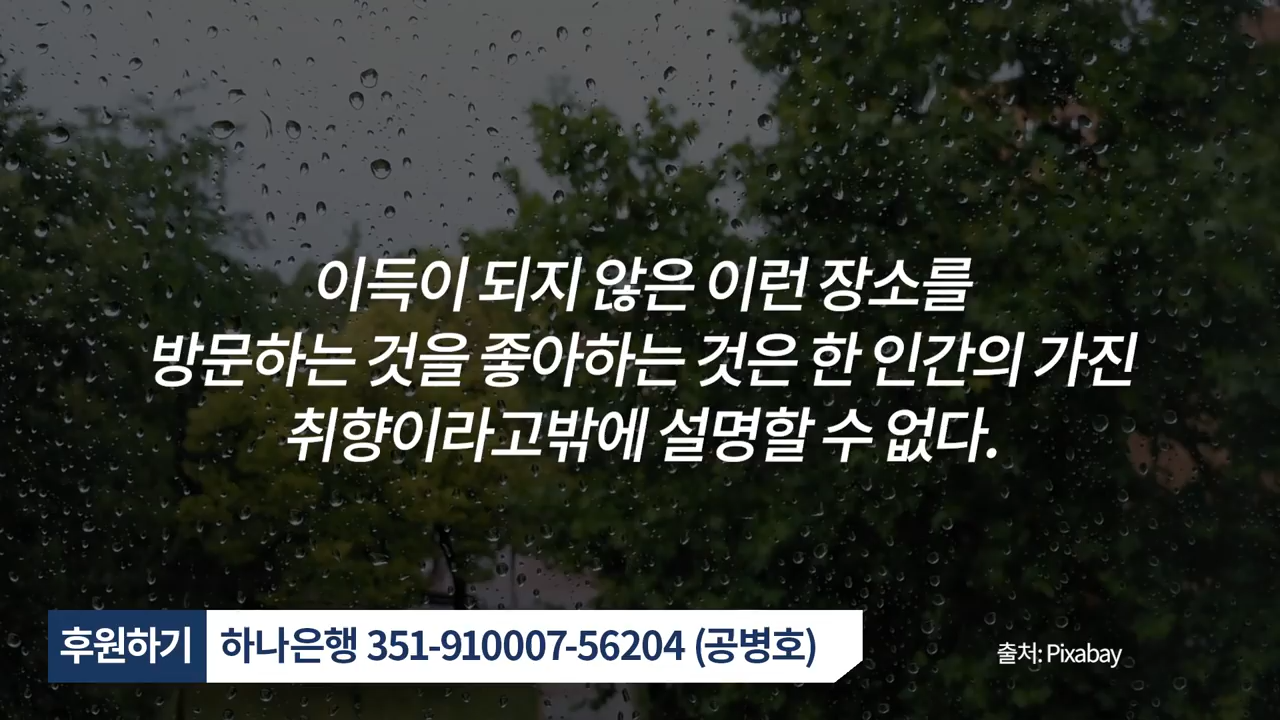 이득이 되지 않은 이런 장소를
방문하는 것을 좋아하는 것은 한 인간의 가진
취향이라고밖에 설명할 수 없다.
후원하기 하나은행 351-910007-56204 (공병호)
출처: Pixabay